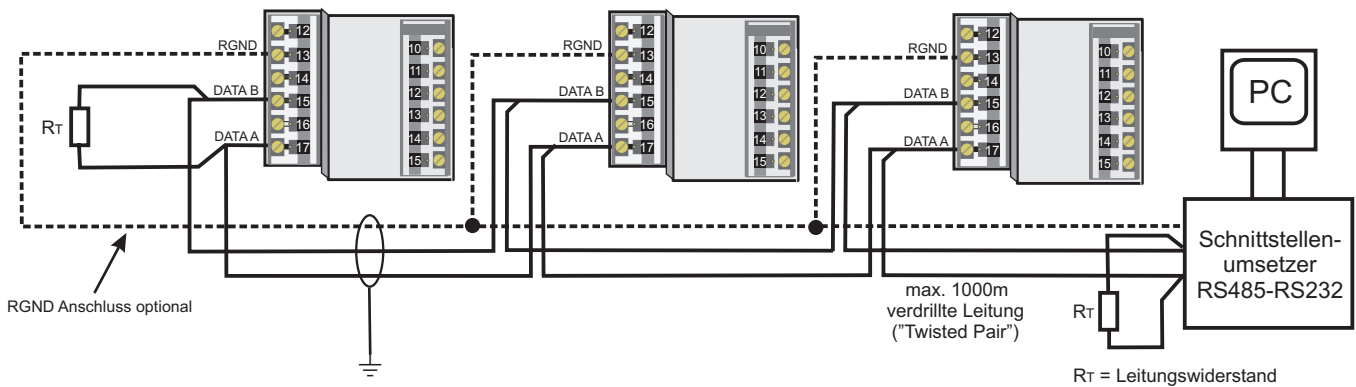 12
RGND
13
14
DATA B
15
16
DATA A
17
10
11
12
13
14
15
RT
12
RGND
13
14
DATA B
15
16
DATA A
17
10
11
12
13
14
15
12
RGND
13
14
DATA B
15
16
DATA A
17
10
11
12
13
14
15
PC
Schnittstellen-
umsetzer
RS485-RS232
RGND Anschluss optional
max. 1000m
verdrillte Leitung
(”Twisted Pair”)
RT
RT = Leitungswiderstand